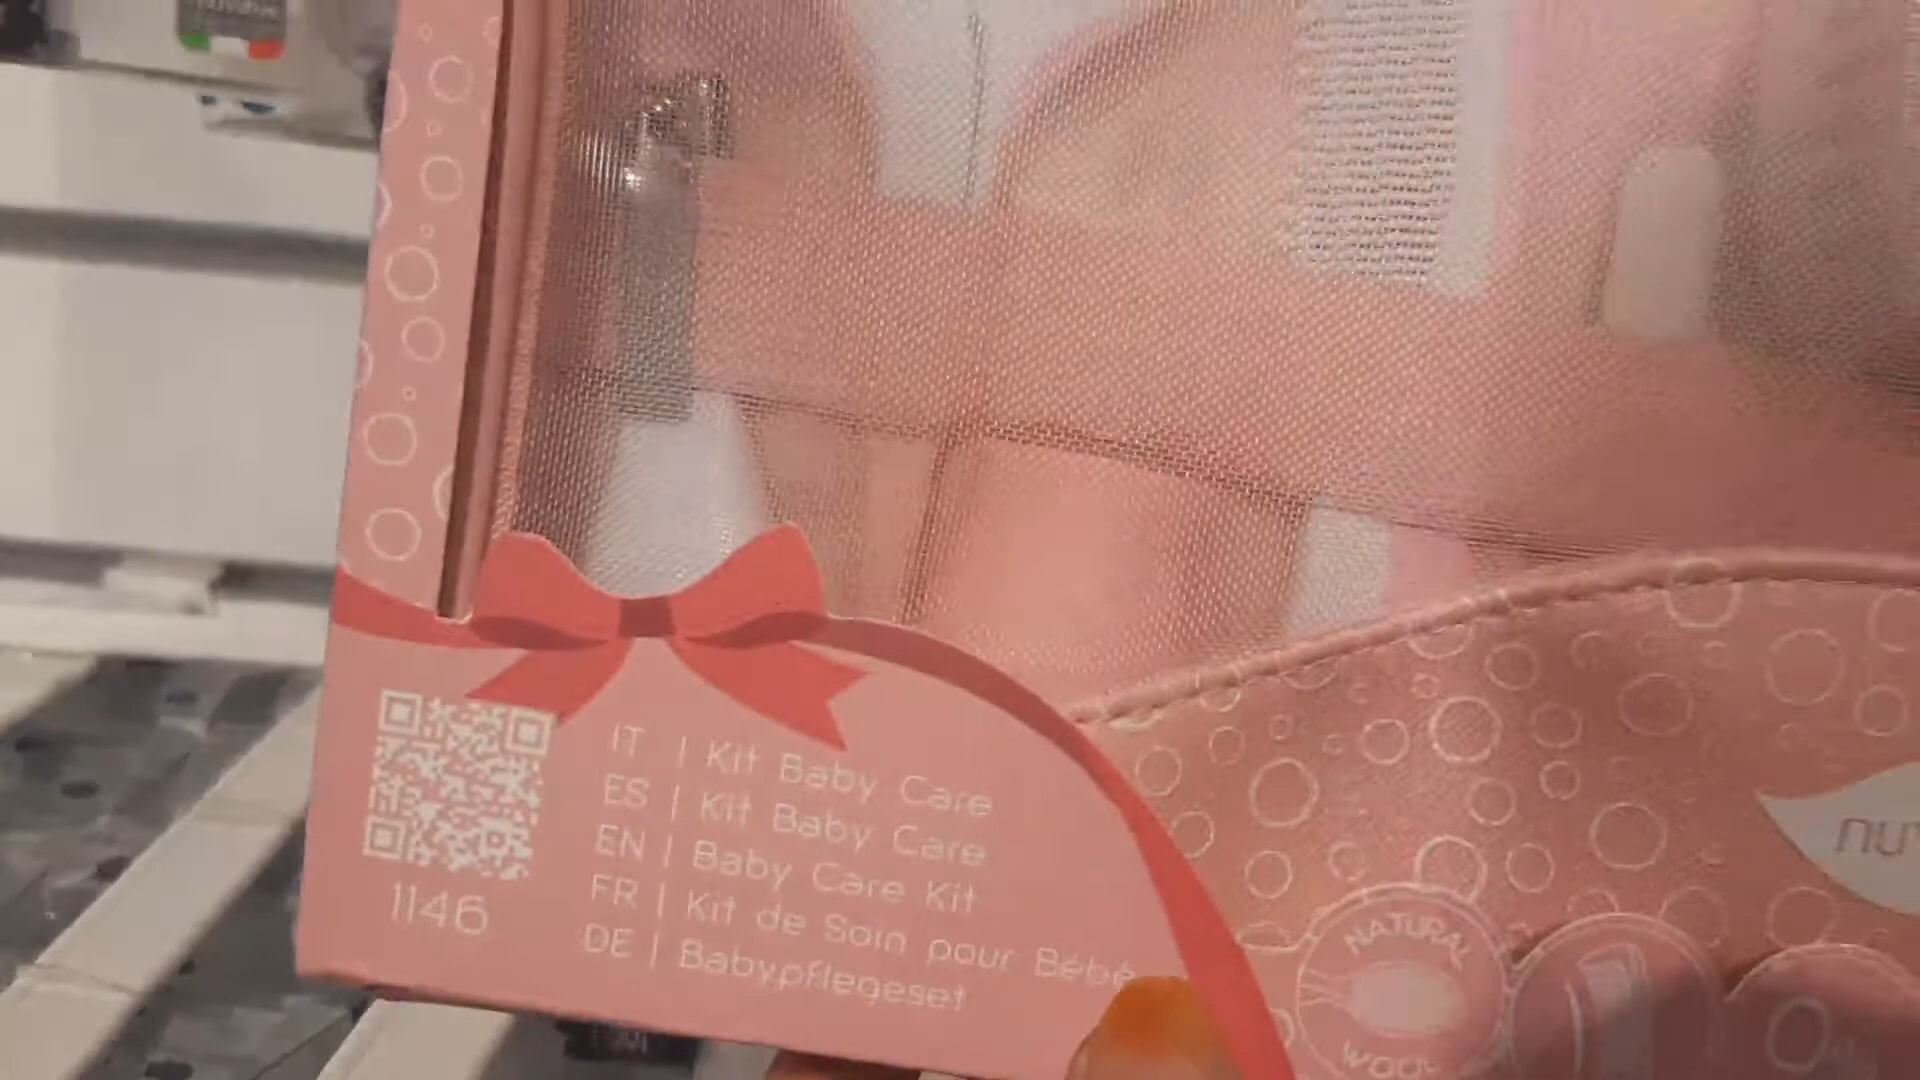 IT | Kit Baby Care
ES | Kit Baby Care
EN | Baby Care Kit
FR | Kit de Soin pour Bébé
DE | Babypflegeset
1146
NATURAL